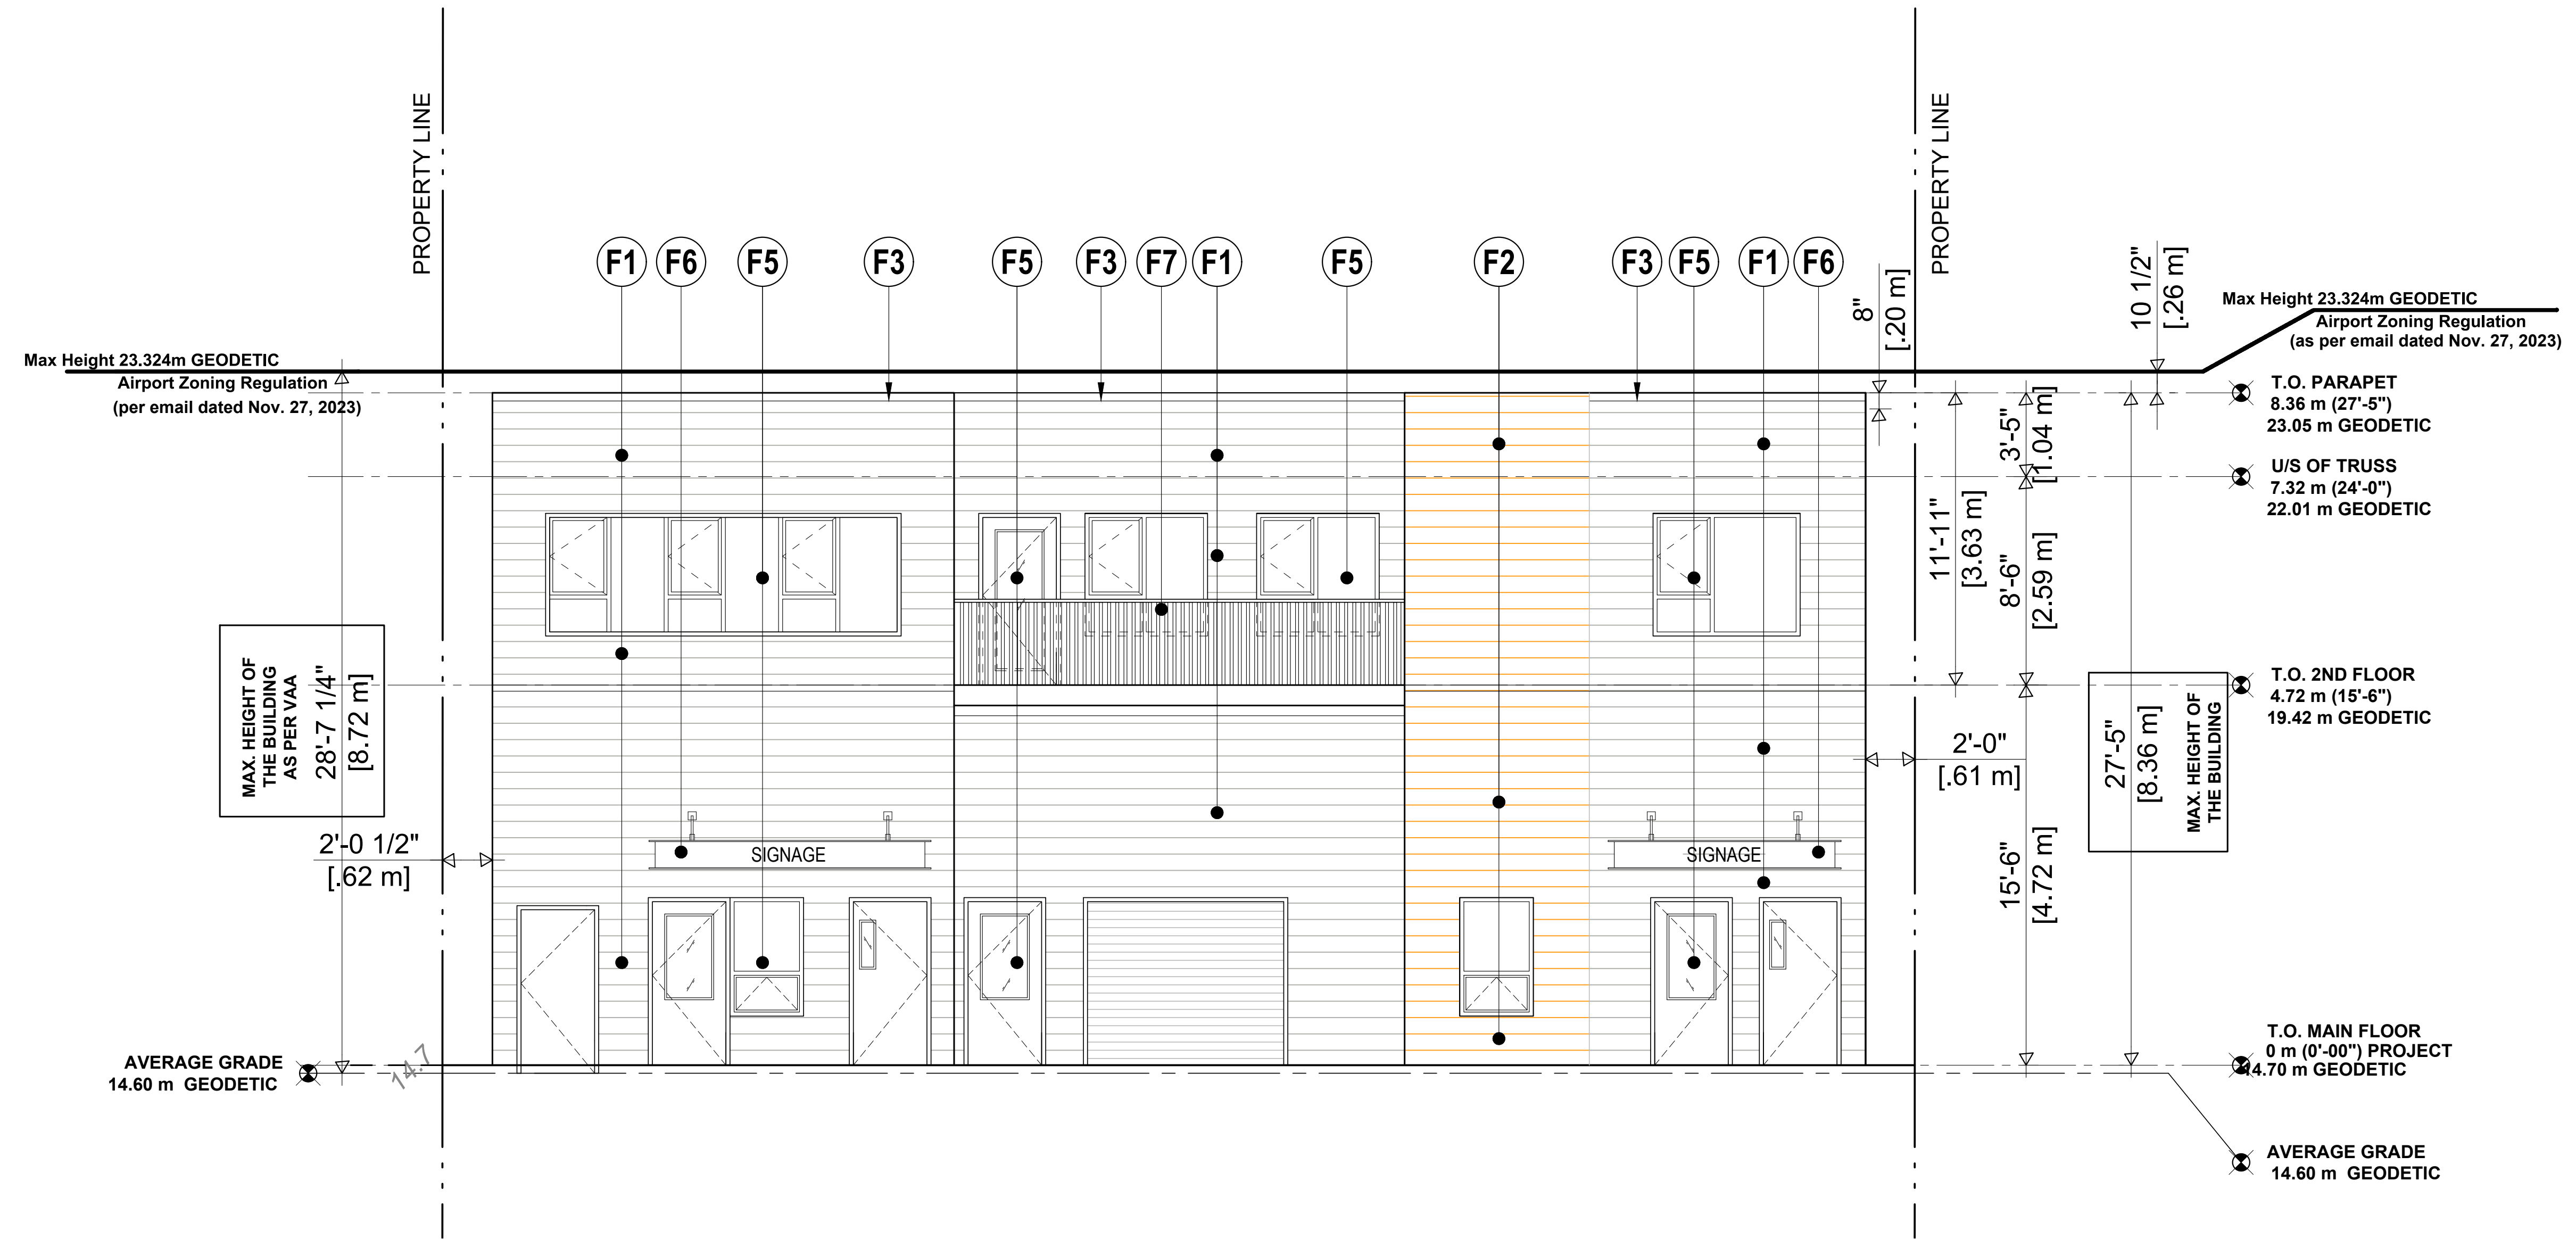 PROPERTY LINE
PROPERTY LINE
F1 F6 F5 F3 F5 F3 F7 F1 F5 F2 F3 F5 F1 F6
8"
[.20 m]
10 1/2"
[.26 m]
Max Height 23.324m GEODETIC
Airport Zoning Regulation
(as per email dated Nov. 27, 2023)
Max Height 23.324m GEODETIC
Airport Zoning Regulation
(per email dated Nov. 27, 2023)
T.O. PARAPET
8.36 m (27'-5")
23.05 m GEODETIC
3'-5"
[1.04 m]
U/S OF TRUSS
7.32 m (24'-0")
22.01 m GEODETIC
11'-11"
[3.63 m]
8'-6"
[2.59 m]
MAX. HEIGHT OF
THE BUILDING
AS PER VAA
28'-7 1/4"
[8.72 m]
T.O. 2ND FLOOR
4.72 m (15'-6")
19.42 m GEODETIC
27'-5"
[8.36 m]
MAX. HEIGHT OF
THE BUILDING
2'-0"
[.61 m]
2'-0 1/2"
[.62 m]
SIGNAGE
SIGNAGE
15'-6"
[4.72 m]
T.O. MAIN FLOOR
0 m (0'-00") PROJECT
14.70 m GEODETIC
AVERAGE GRADE
14.60 m GEODETIC
14.7
AVERAGE GRADE
14.60 m GEODETIC